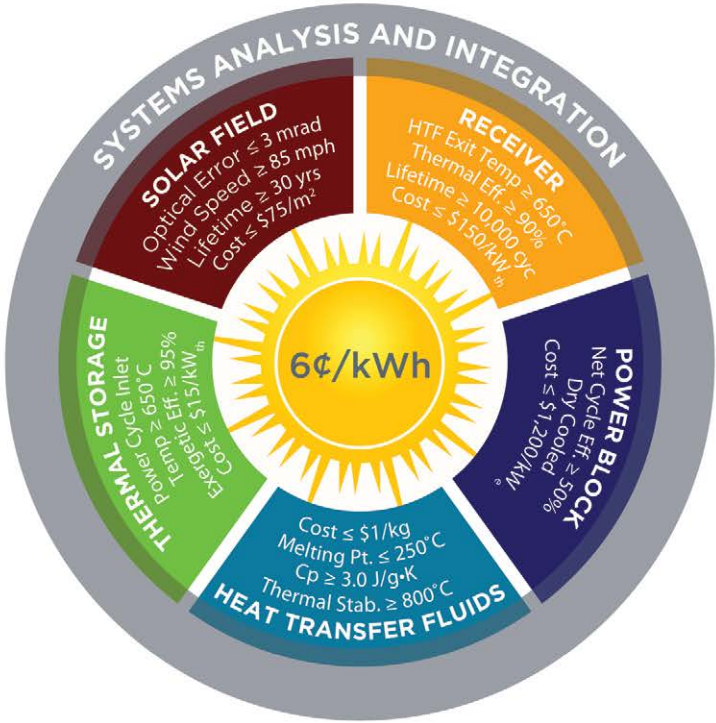 SYSTEMS ANALYSIS AND INTEGRATION
SOLAR FIELD
Optical Error ≤ 3 mrad
Wind Speed ≥ 85 mph
Lifetime ≥ 30 yrs
Cost ≤ $75/m²
RECEIVER
HTF Exit Temp ≥ 650°C
Thermal Eff. ≥ 90%
Lifetime ≥ 10,000 cyc
Cost ≤ $150/kWth
POWER BLOCK
Net Cycle Eff. ≥ 50%
Dry Cooled
Cost ≤ $1,200/kWe
Cost ≤ $1/kg
Melting Pt. ≤ 250°C
Cp ≥ 3.0 J/g•K
Thermal Stab. ≥ 800°C
HEAT TRANSFER FLUIDS
THERMAL STORAGE
Power Cycle Inlet
Temp ≥ 650°C
Exergetic Eff. ≥ 95%
Cost ≤ $15/kWth
6¢/kWh